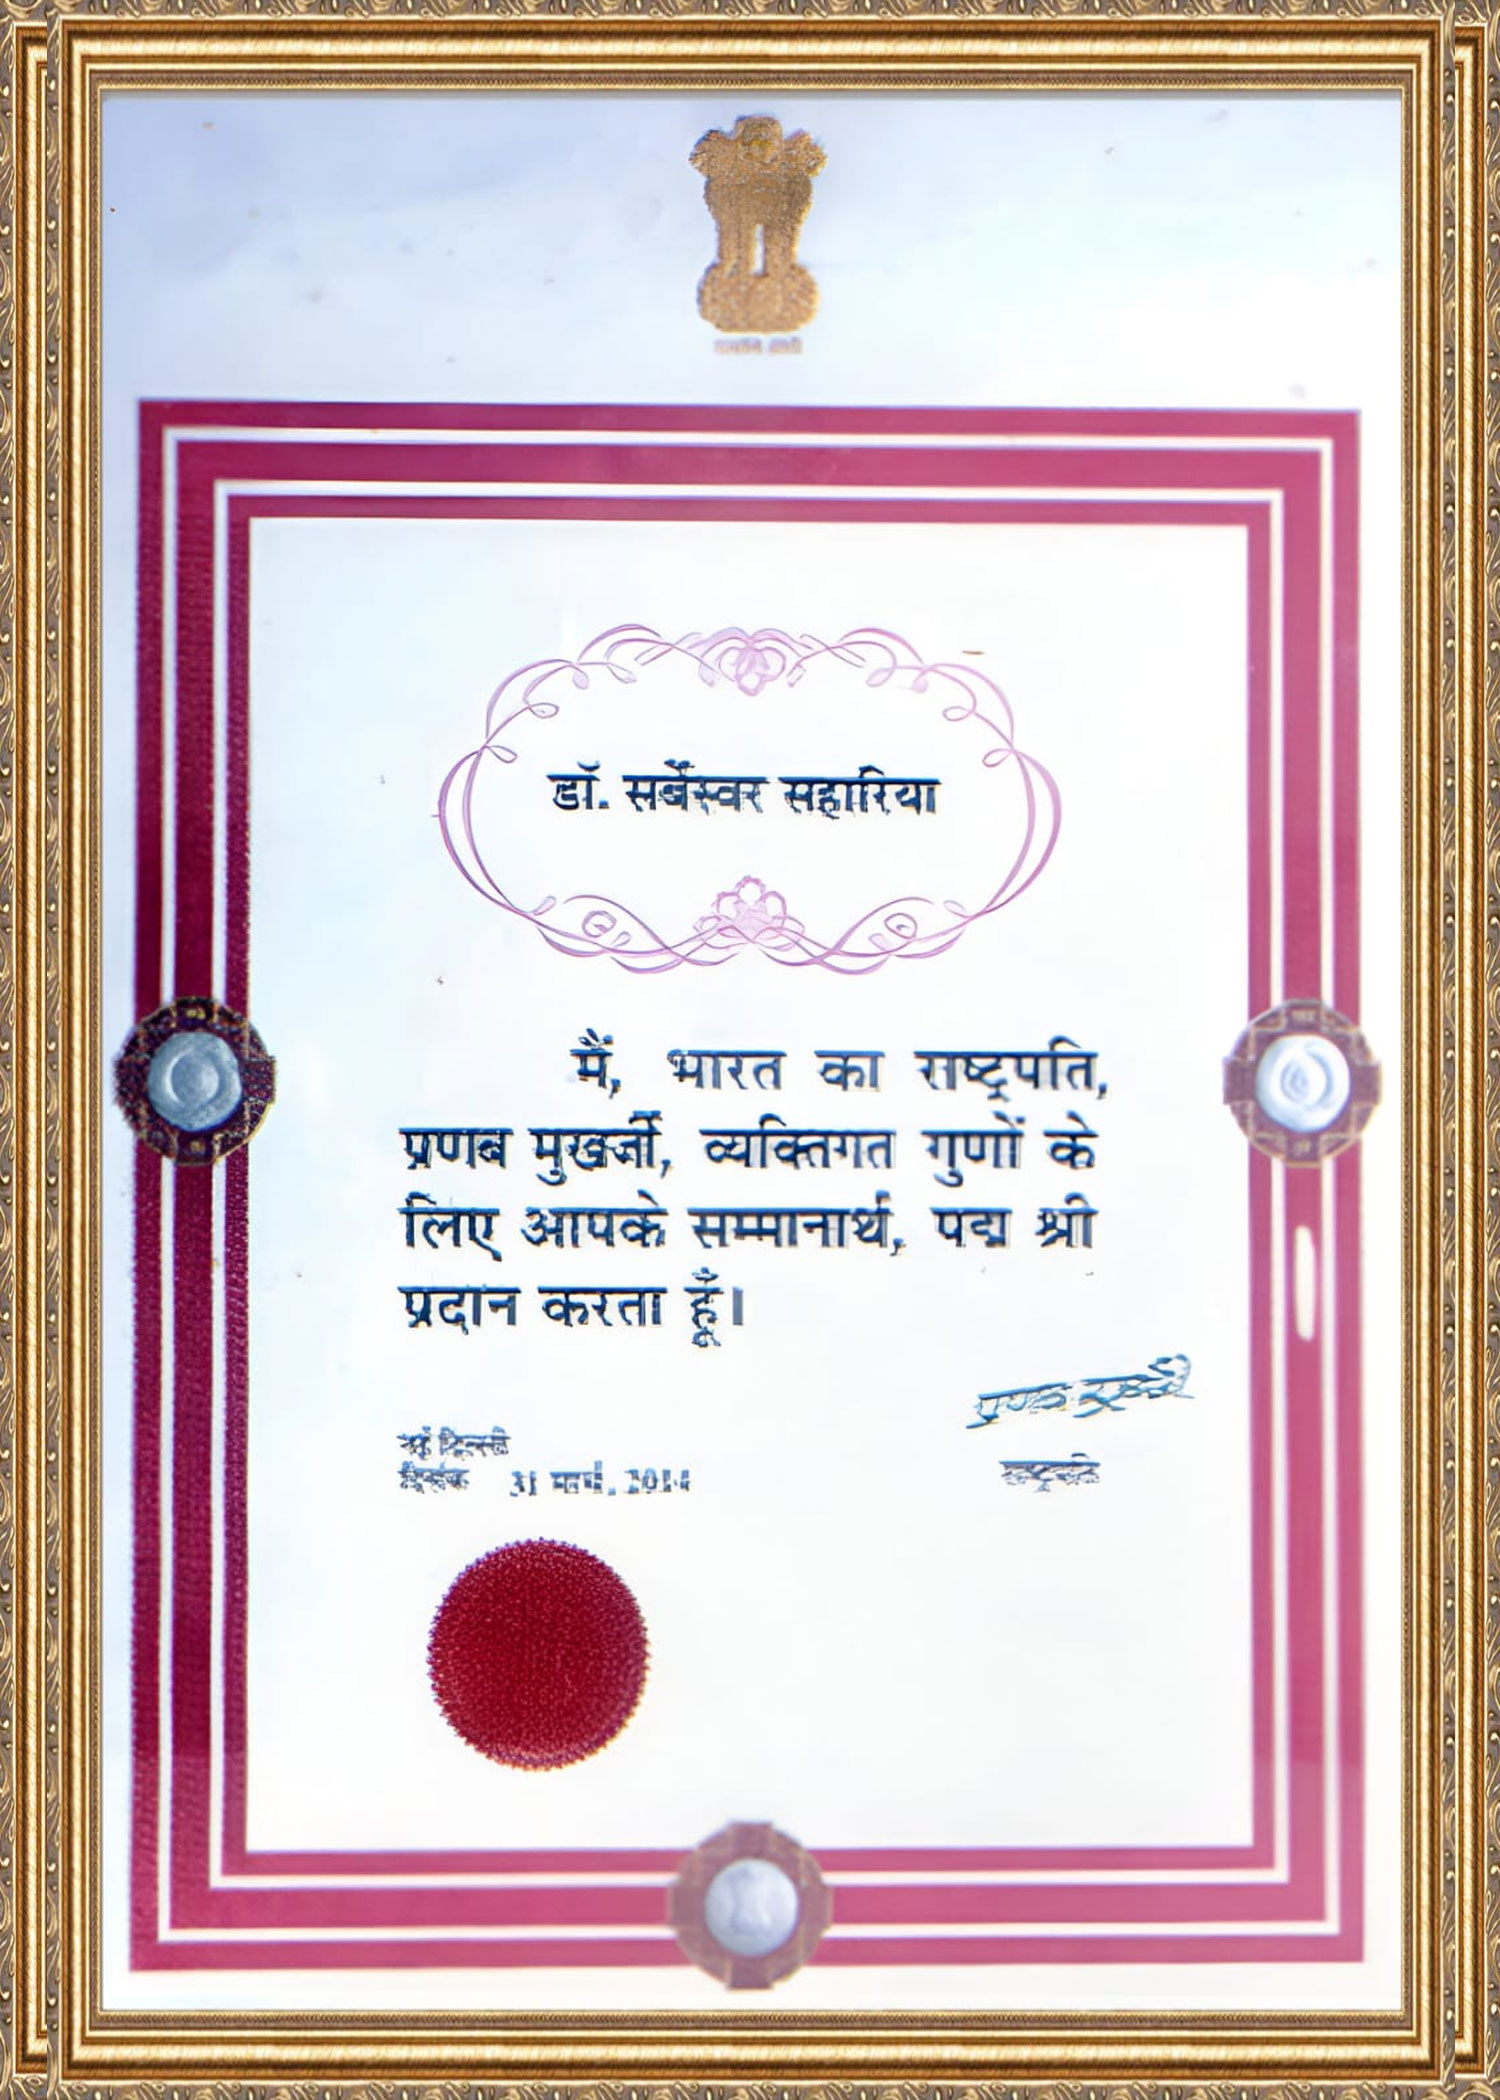 डॉ. सर्बेस्वर सहारिया
मैं, भारत का राष्ट्रपति,
प्रणब मुखर्जी, व्यक्तिगत गुणों के
लिए आपके सम्मानार्थ, पद्म श्री
प्रदान करता हूँ।
नई दिल्ली
दिनांक 31 मार्च, 2014
राष्ट्रपति